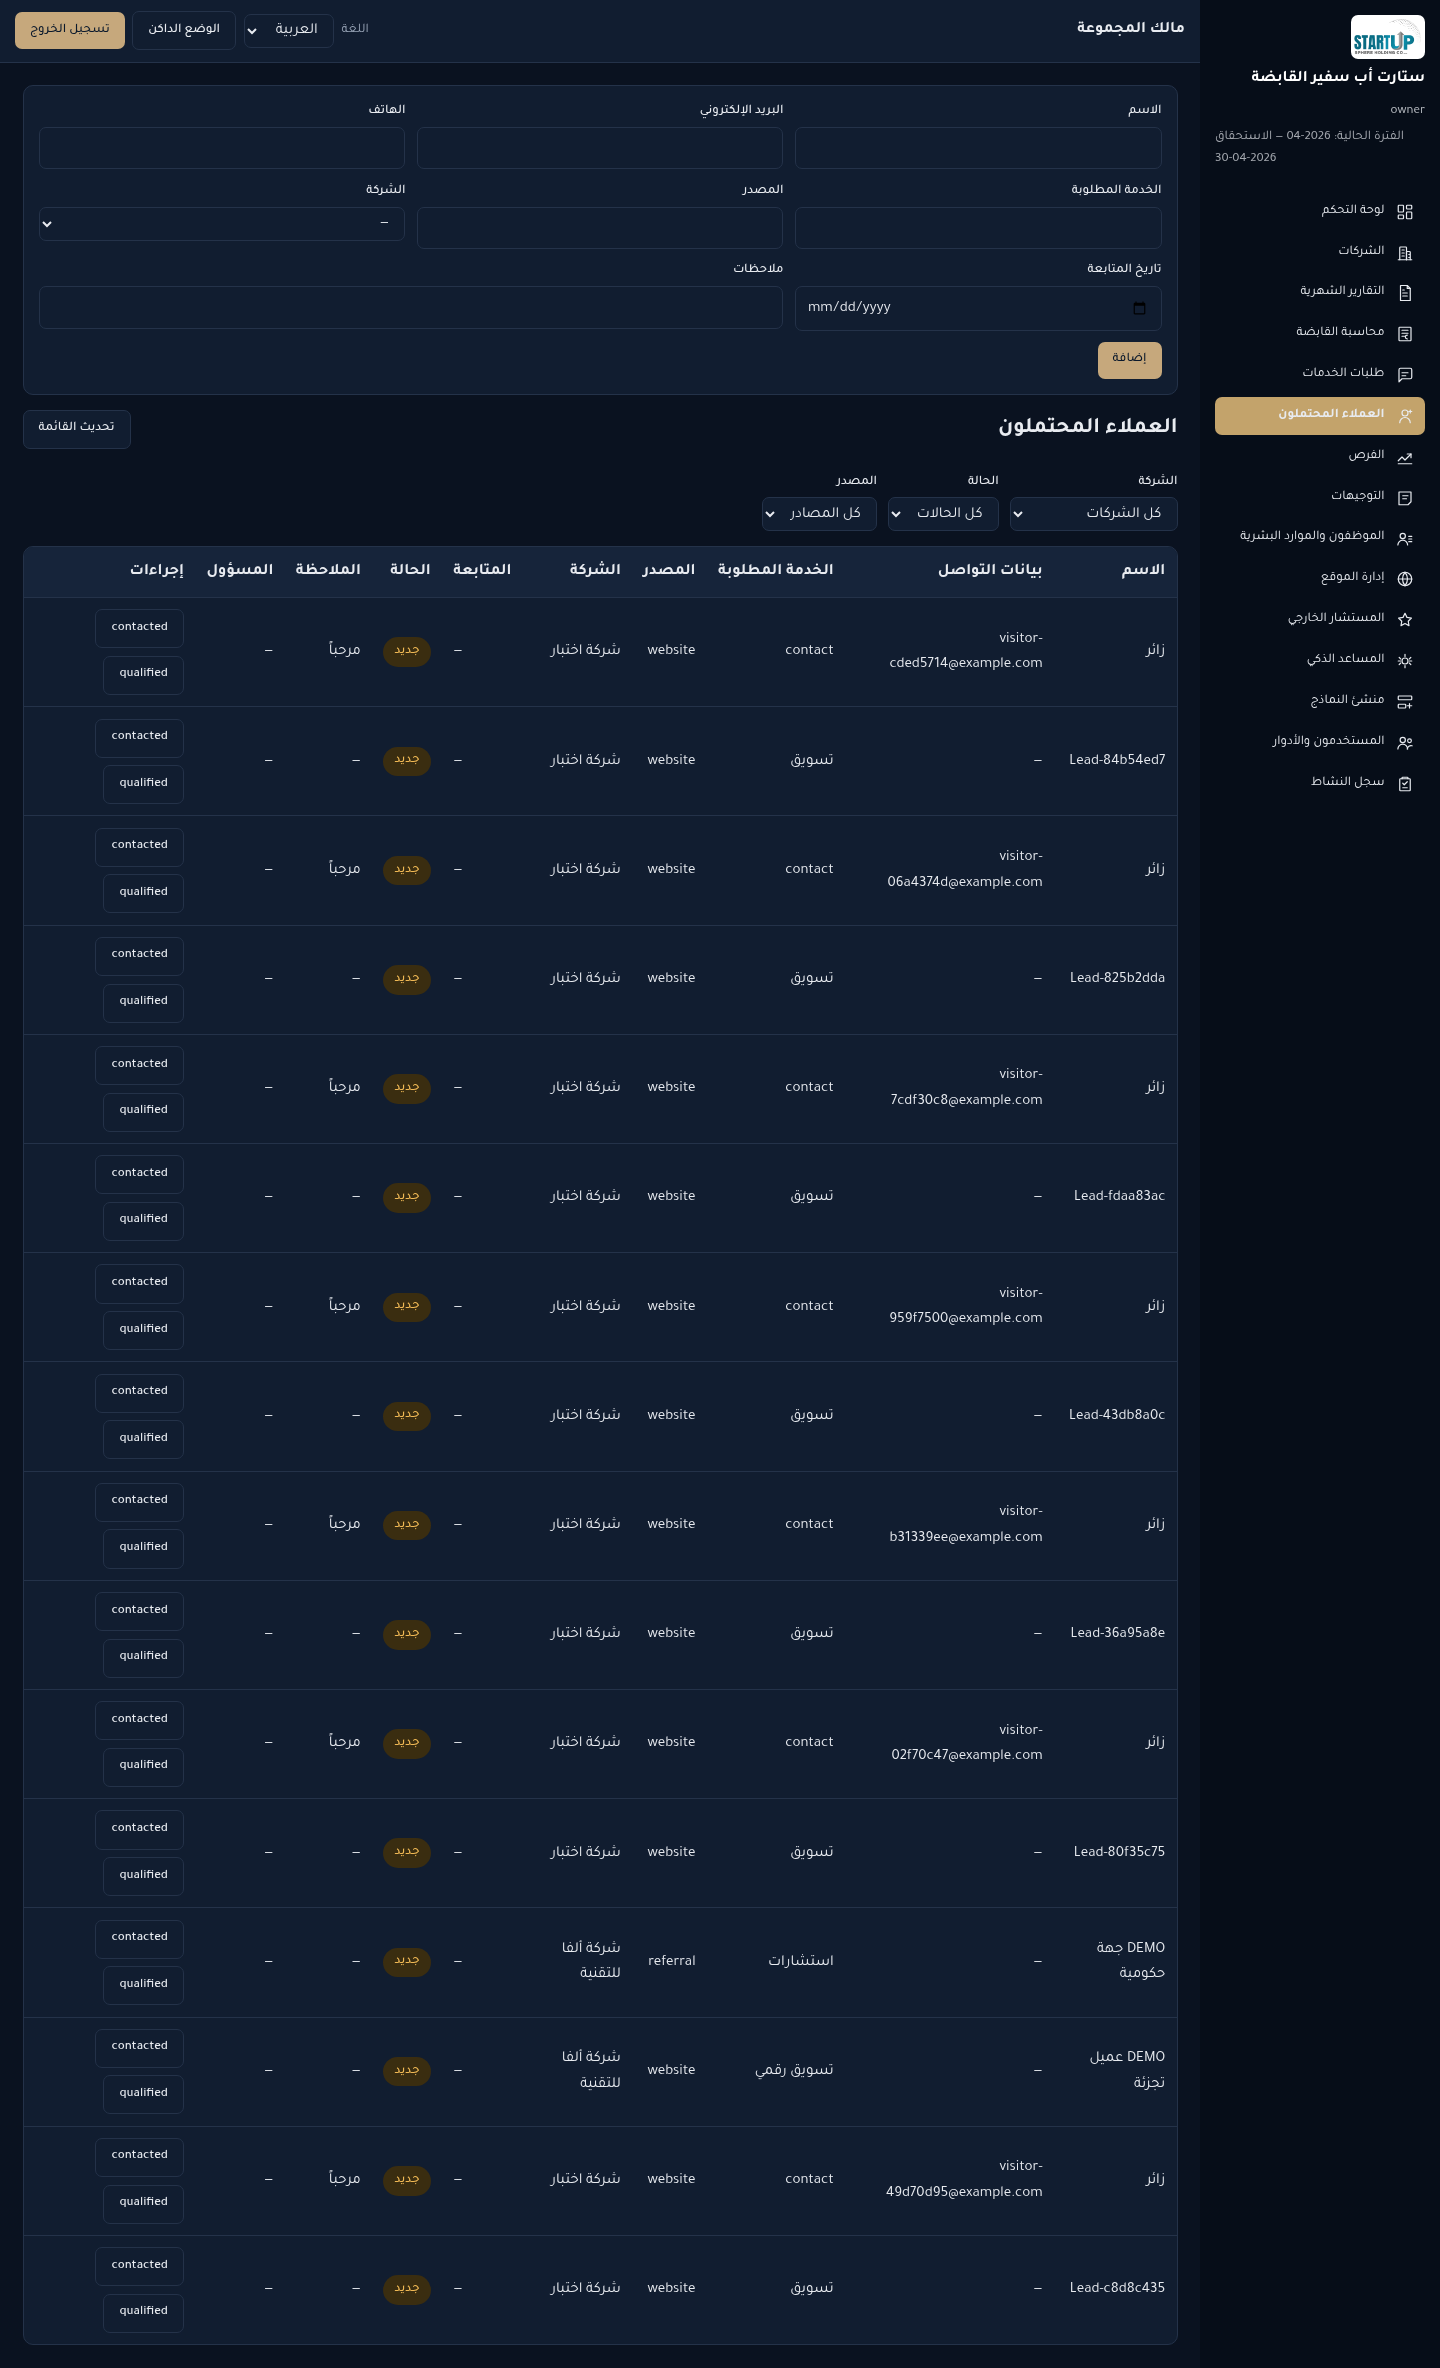 STARTUP
SPHERE HOLDING CO...
ستارت أب سفير القابضة
owner
الفترة الحالية: 2026-04 — الاستحقاق
30-04-2026
لوحة التحكم
الشركات
التقارير الشهرية
محاسبة القابضة
طلبات الخدمات
العملاء المحتملون
الفرص
التوجيهات
الموظفون والموارد البشرية
إدارة الموقع
المستشار الخارجي
المساعد الذكي
منشئ النماذج
المستخدمون والأدوار
سجل النشاط
مالك المجموعة
اللغة العربية الوضع الداكن تسجيل الخروج
الاسم البريد الإلكتروني الهاتف
الخدمة المطلوبة المصدر الشركة
—
تاريخ المتابعة ملاحظات
mm/dd/yyyy
إضافة
العملاء المحتملون
تحديث القائمة
الشركة الحالة المصدر
كل الشركات كل الحالات كل المصادر
الاسم بيانات التواصل الخدمة المطلوبة المصدر الشركة المتابعة الحالة الملاحظة المسؤول إجراءات
زائر visitor-cded5714@example.com contact website شركة اختبار — جديد مرحباً — contacted qualified
Lead-84b54ed7 — تسويق website شركة اختبار — جديد — — contacted qualified
زائر visitor-06a4374d@example.com contact website شركة اختبار — جديد مرحباً — contacted qualified
Lead-825b2dda — تسويق website شركة اختبار — جديد — — contacted qualified
زائر visitor-7cdf30c8@example.com contact website شركة اختبار — جديد مرحباً — contacted qualified
Lead-fdaa83ac — تسويق website شركة اختبار — جديد — — contacted qualified
زائر visitor-959f7500@example.com contact website شركة اختبار — جديد مرحباً — contacted qualified
Lead-43db8a0c — تسويق website شركة اختبار — جديد — — contacted qualified
زائر visitor-b31339ee@example.com contact website شركة اختبار — جديد مرحباً — contacted qualified
Lead-36a95a8e — تسويق website شركة اختبار — جديد — — contacted qualified
زائر visitor-02f70c47@example.com contact website شركة اختبار — جديد مرحباً — contacted qualified
Lead-80f35c75 — تسويق website شركة اختبار — جديد — — contacted qualified
DEMO جهة حكومية — استشارات referral شركة ألفا للتقنية — جديد — — contacted qualified
DEMO عميل تجزئة — تسويق رقمي website شركة ألفا للتقنية — جديد — — contacted qualified
زائر visitor-49d70d95@example.com contact website شركة اختبار — جديد مرحباً — contacted qualified
Lead-c8d8c435 — تسويق website شركة اختبار — جديد — — contacted qualified